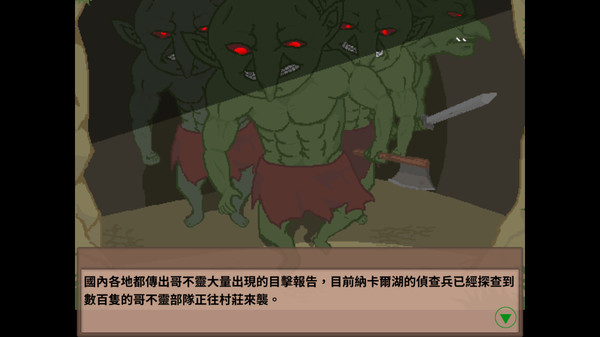 國內各地都傳出哥不靈大量出現的目擊報告，目前納卡爾湖的偵查兵已經探查到
數百隻的哥不靈部隊正往村莊來襲。